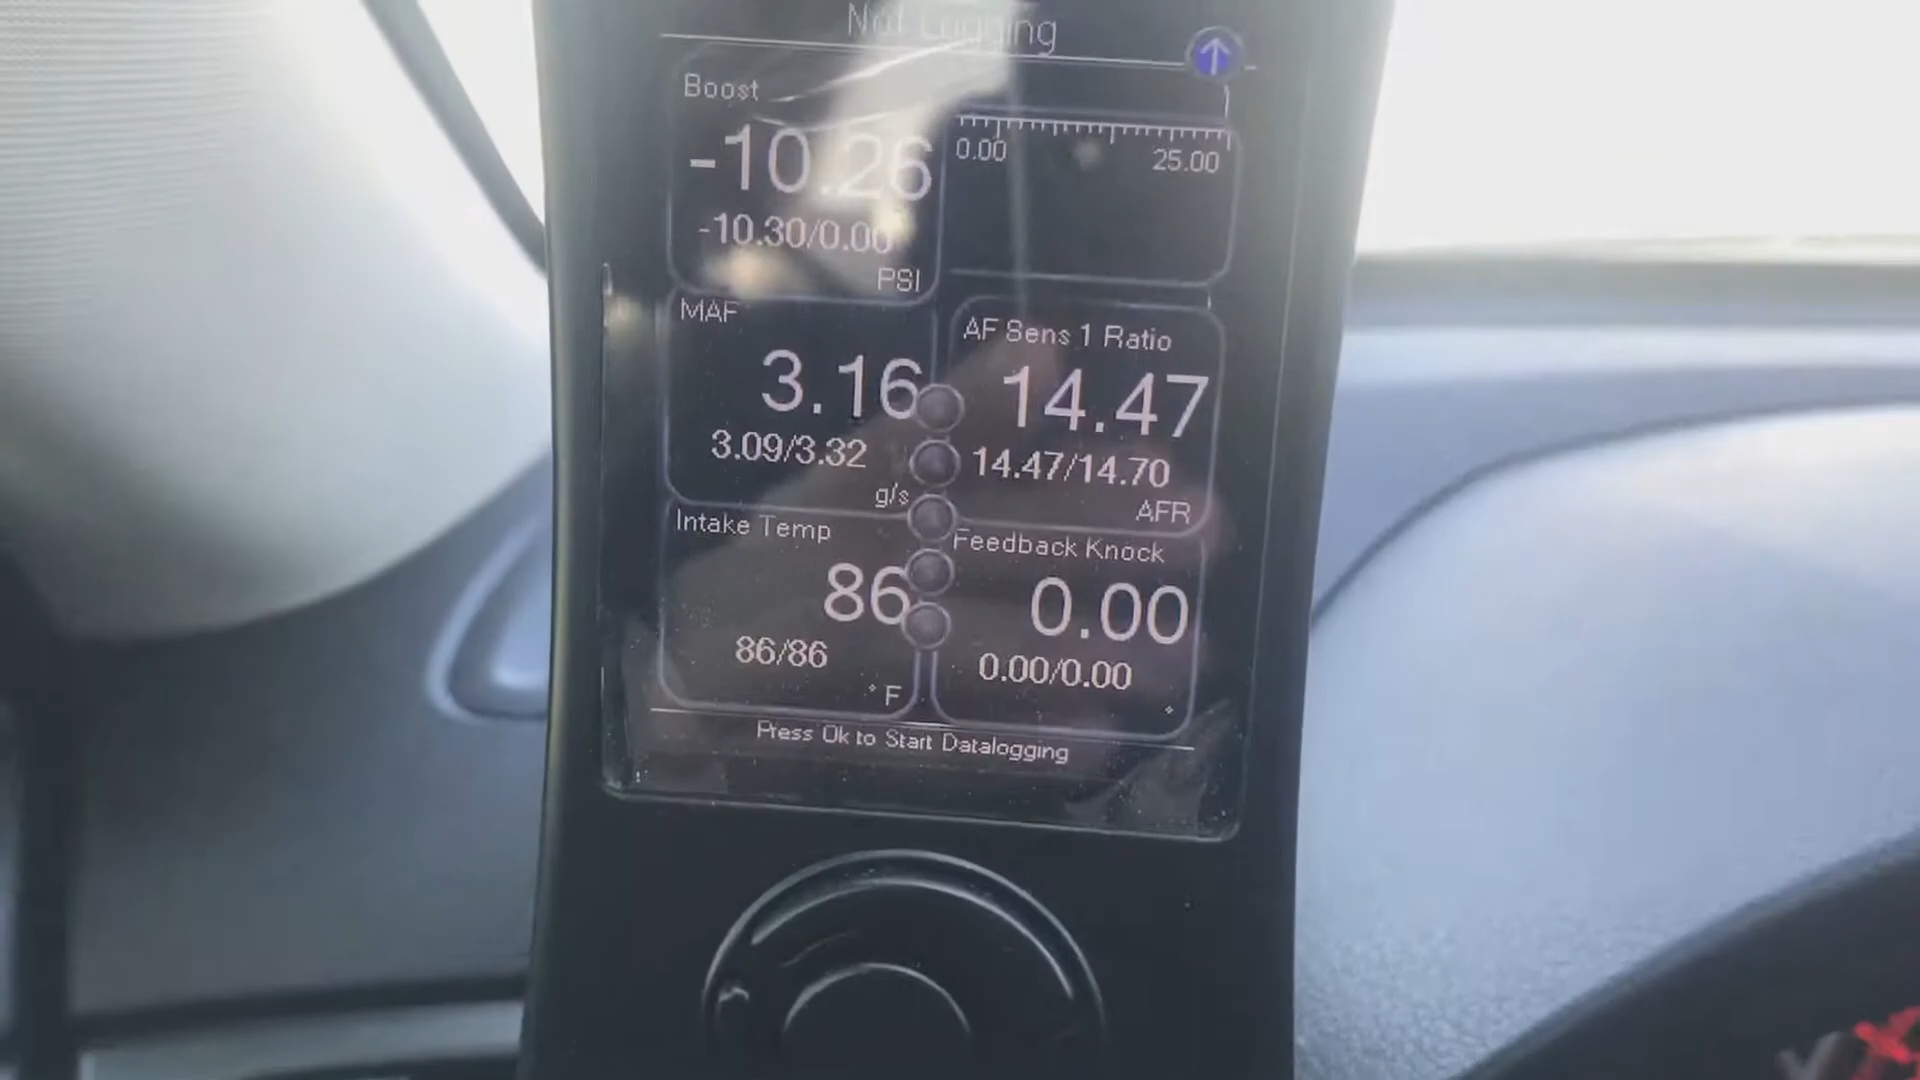 Not Logging
Boost
-10.26
-10.30/0.00
PSI
0.00 25.00
MAF
3.16
3.09/3.32
g/s
AF Sens 1 Ratio
14.47
14.47/14.70
AFR
Intake Temp
86
86/86
°F
Feedback Knock
0.00
0.00/0.00
°
Press Ok to Start Datalogging